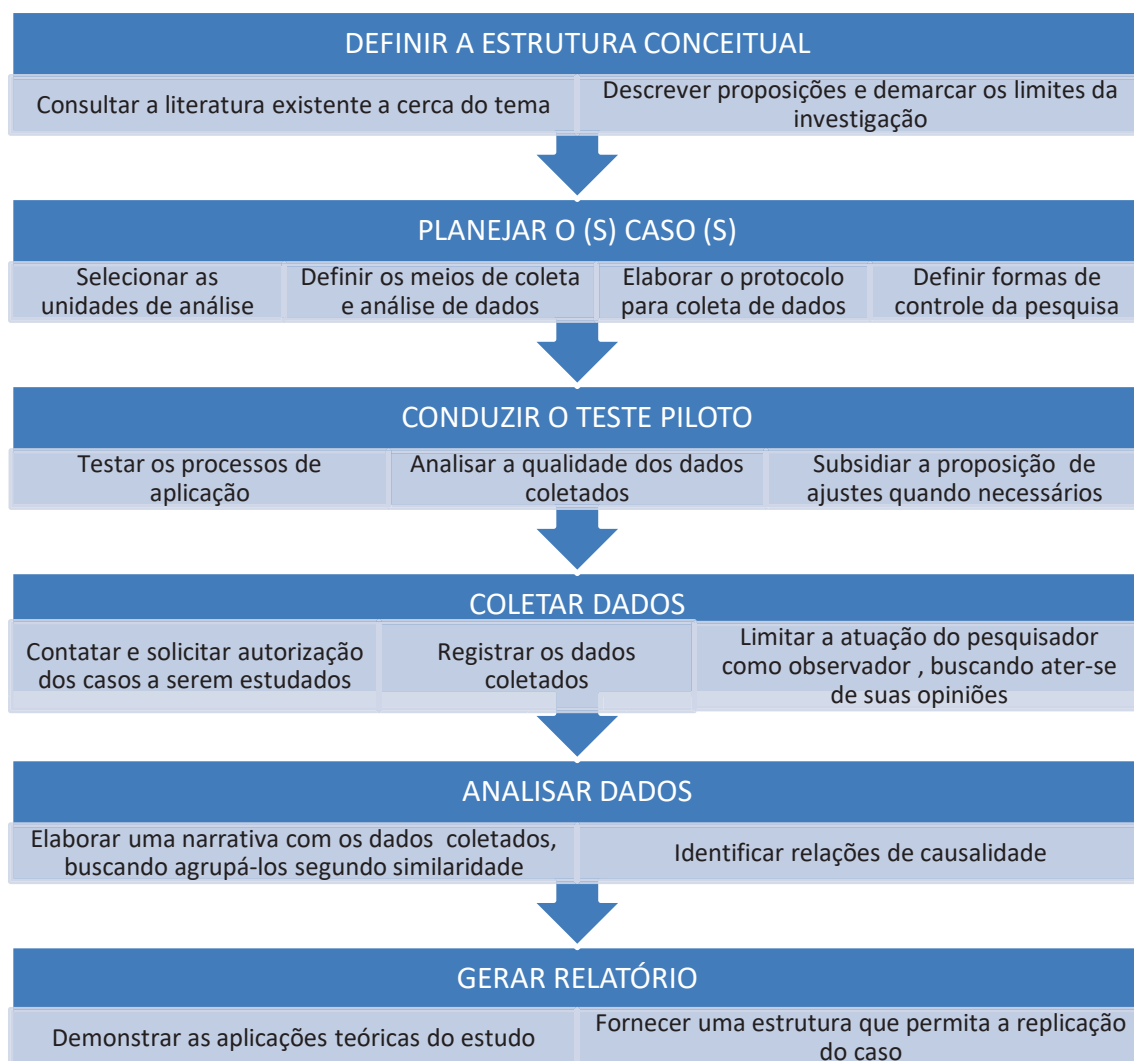 DEFINIR A ESTRUTURA CONCEITUAL
Consultar a literatura existente a cerca do tema
Descrever proposições e demarcar os limites da
investigação
PLANEJAR O (S) CASO (S)
Selecionar as
unidades de análise
Definir os meios de coleta
e análise de dados
Elaborar o protocolo
para coleta de dados
Definir formas de
controle da pesquisa
CONDUZIR O TESTE PILOTO
Testar os processos de
aplicação
Analisar a qualidade dos dados
coletados
Subsidiar a proposição de
ajustes quando necessários
COLETAR DADOS
Contatar e solicitar autorização
dos casos a serem estudados
Registrar os dados
coletados
Limitar a atuação do pesquisador
como observador , buscando ater-se
de suas opiniões
ANALISAR DADOS
Elaborar uma narrativa com os dados coletados,
buscando agrupá-los segundo similaridade
Identificar relações de causalidade
GERAR RELATÓRIO
Demonstrar as aplicações teóricas do estudo
Fornecer uma estrutura que permita a replicação
do caso